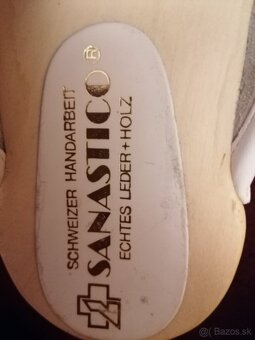 SCHWEIZER HANDARBEIT
SANASTICO ®
ECHTES LEDER + HOLZ
Bazos.sk